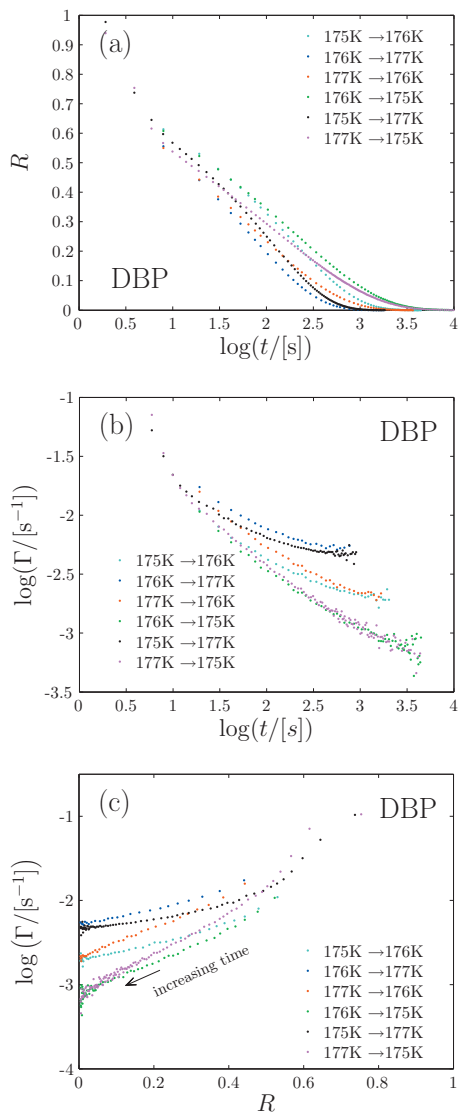 (a)
175K →176K
176K →177K
177K →176K
176K →175K
175K →177K
177K →175K
DBP
R
1
0.9
0.8
0.7
0.6
0.5
0.4
0.3
0.2
0.1
0
0 0.5 1 1.5 2 2.5 3 3.5 4
log(t/[s])
(b)
DBP
log(Γ/[s⁻¹])
-1
-1.5
-2
-2.5
-3
-3.5
175K →176K
176K →177K
177K →176K
176K →175K
175K →177K
177K →175K
0 0.5 1 1.5 2 2.5 3 3.5 4
log(t/[s])
(c)
DBP
log (Γ/[s⁻¹])
-1
-2
-3
-4
increasing time
175K →176K
176K →177K
177K →176K
176K →175K
175K →177K
177K →175K
0 0.2 0.4 0.6 0.8 1
R